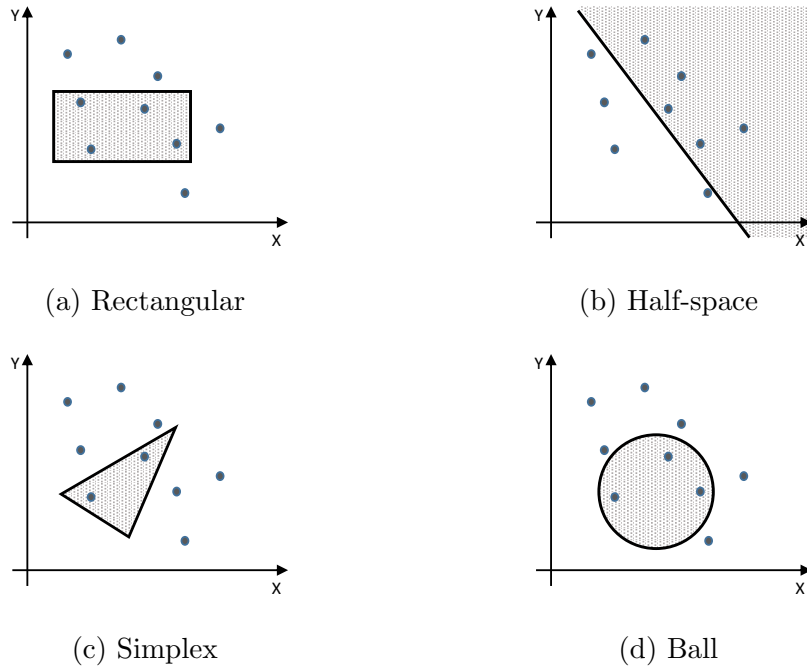 Y
Y
X
X
(a) Rectangular
(b) Half-space
Y
Y
X
X
(c) Simplex
(d) Ball